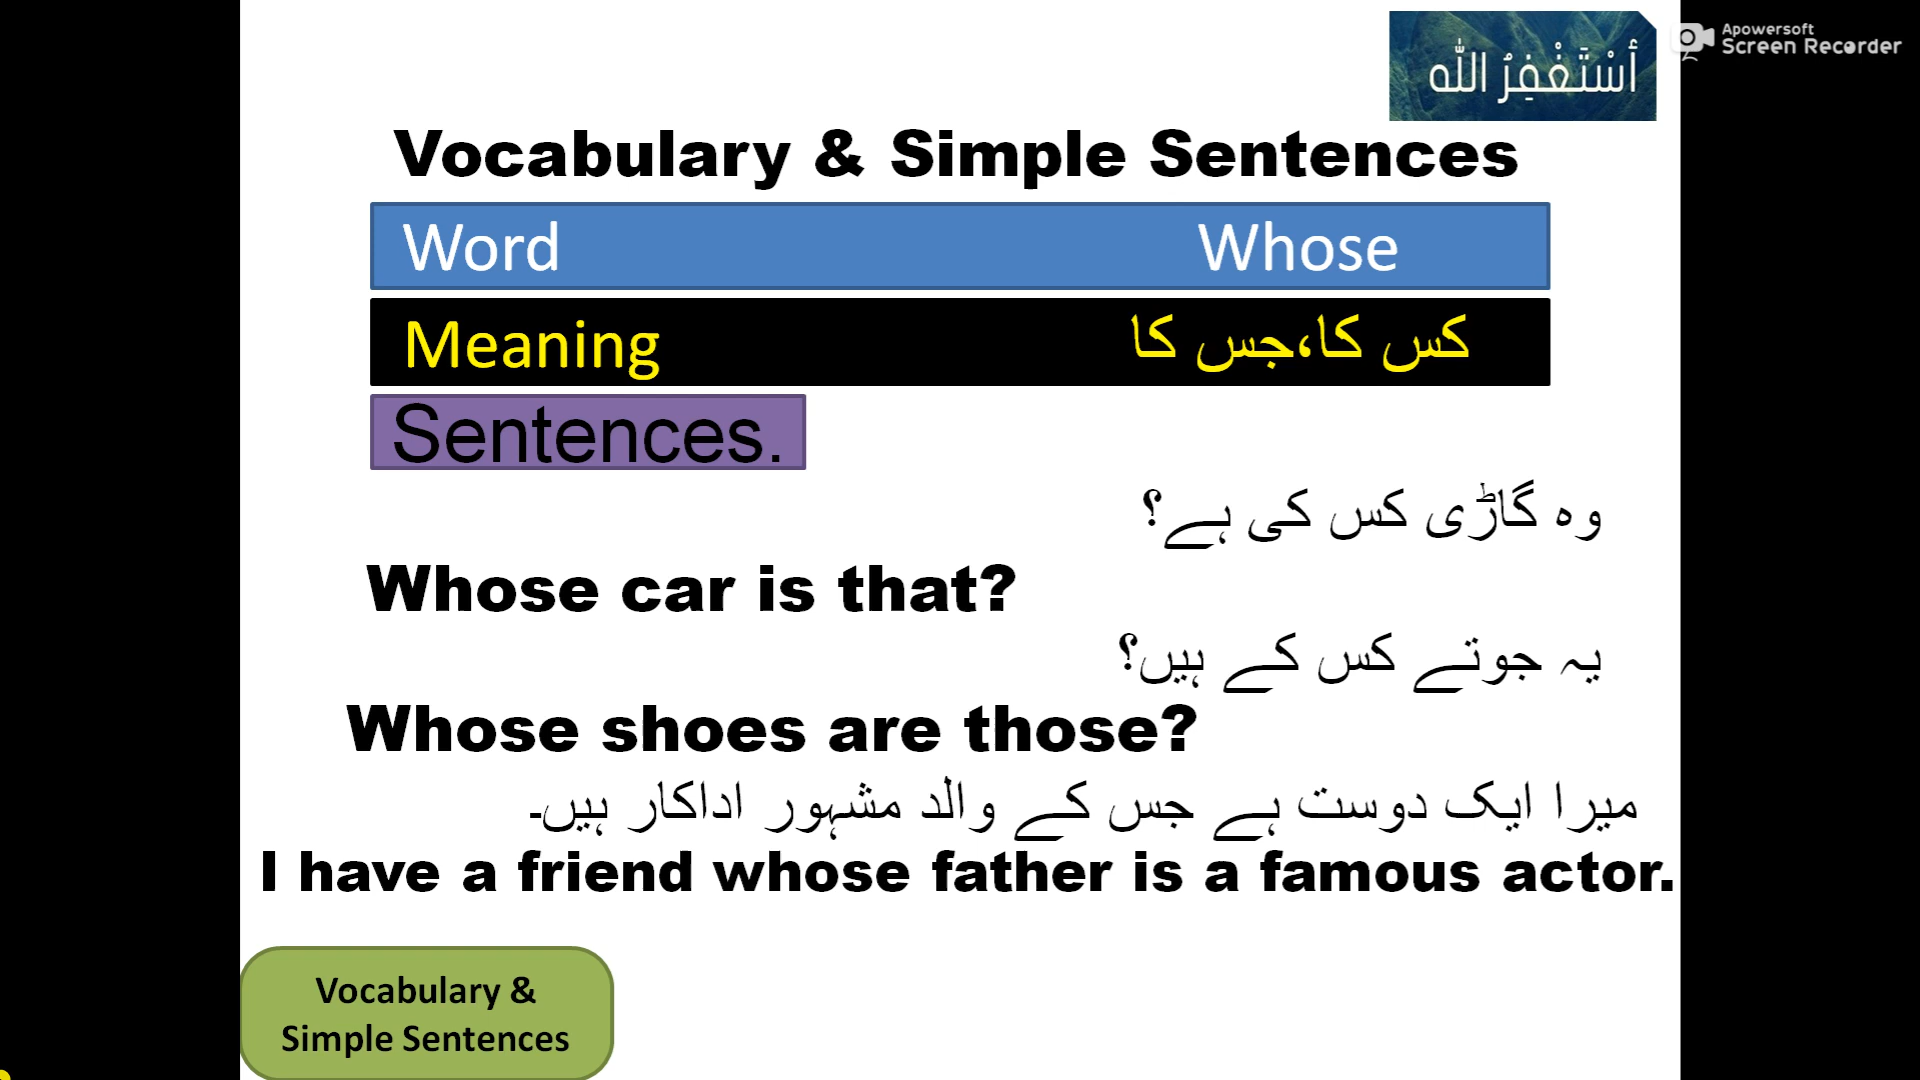 أسْتَغْفِرُ الله
Apowersoft
Screen Recorder
Vocabulary & Simple Sentences
Word Whose
Meaning کس کا،جس کا
Sentences.
وہ گاڑی کس کی ہے؟
Whose car is that?
یہ جوتے کس کے ہیں؟
Whose shoes are those?
میرا ایک دوست ہے جس کے والد مشہور اداکار ہیں۔
I have a friend whose father is a famous actor.
Vocabulary &
Simple Sentences